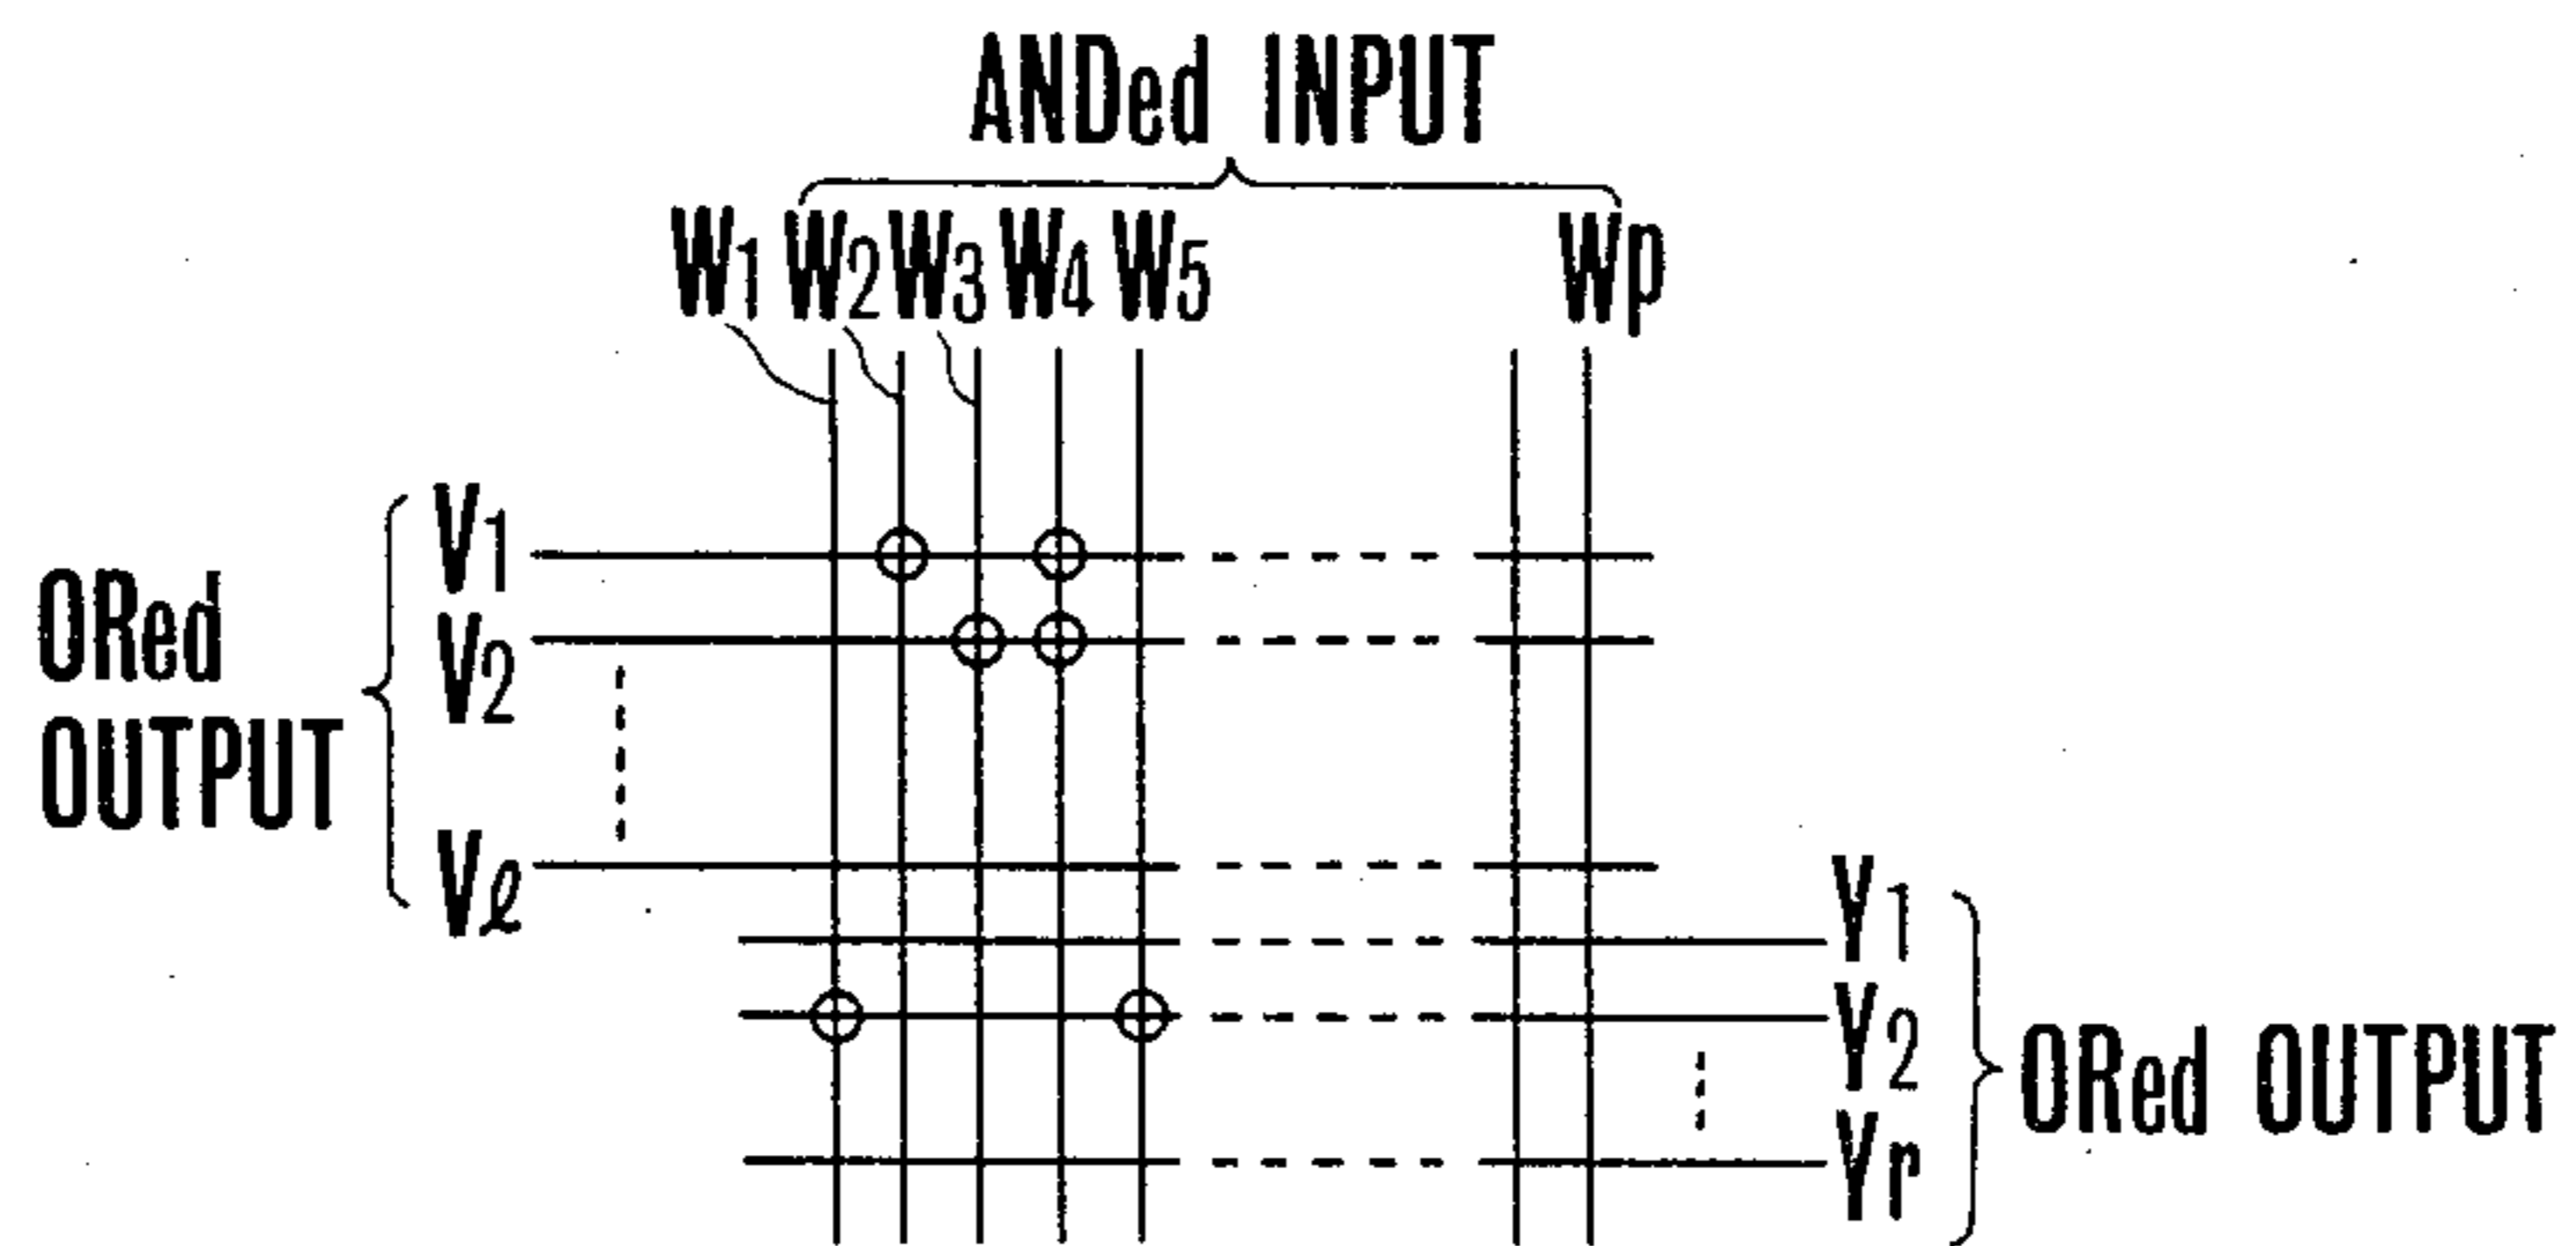 ANDed INPUT
W1 W2 W3 W4 W5 Wp
V1
ORed
V2
OUTPUT
Vℓ
Y1
Y2
ORed OUTPUT
Yr